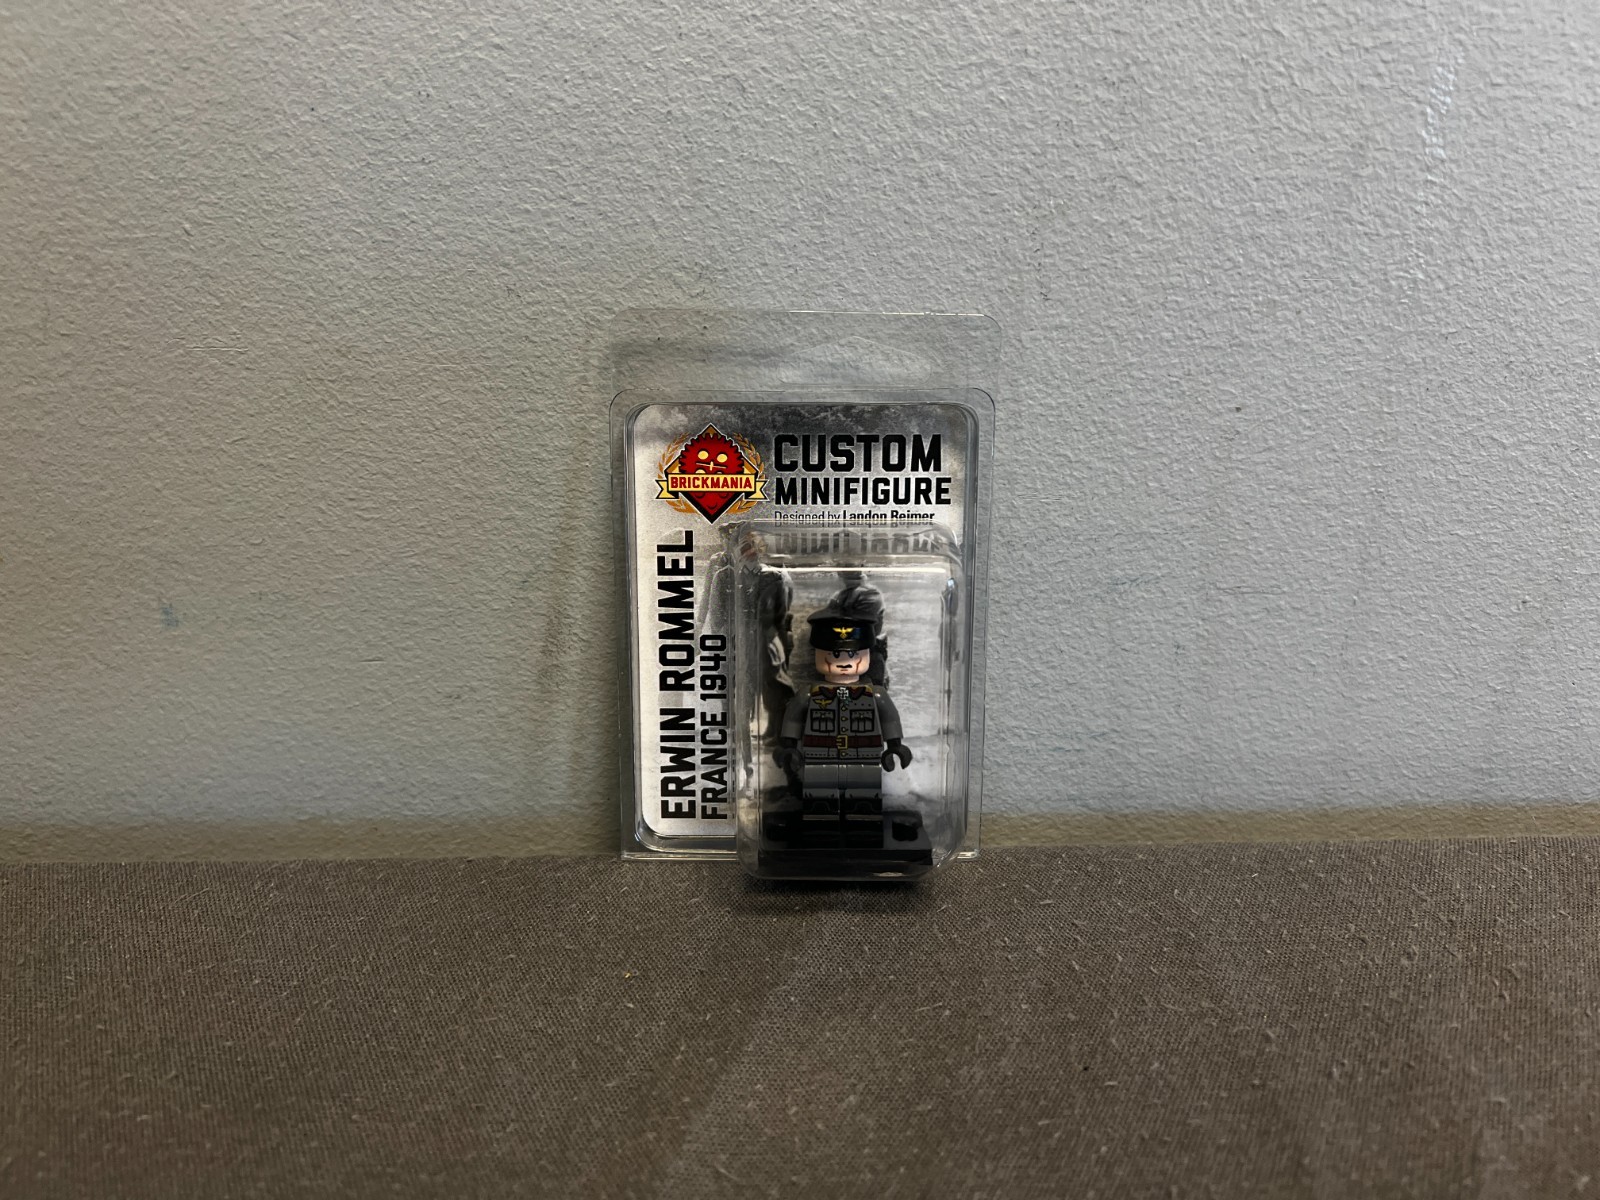 BRICKMANIA
CUSTOM
MINIFIGURE
Designed by Landon Reimer
ERWIN ROMMEL
FRANCE 1940